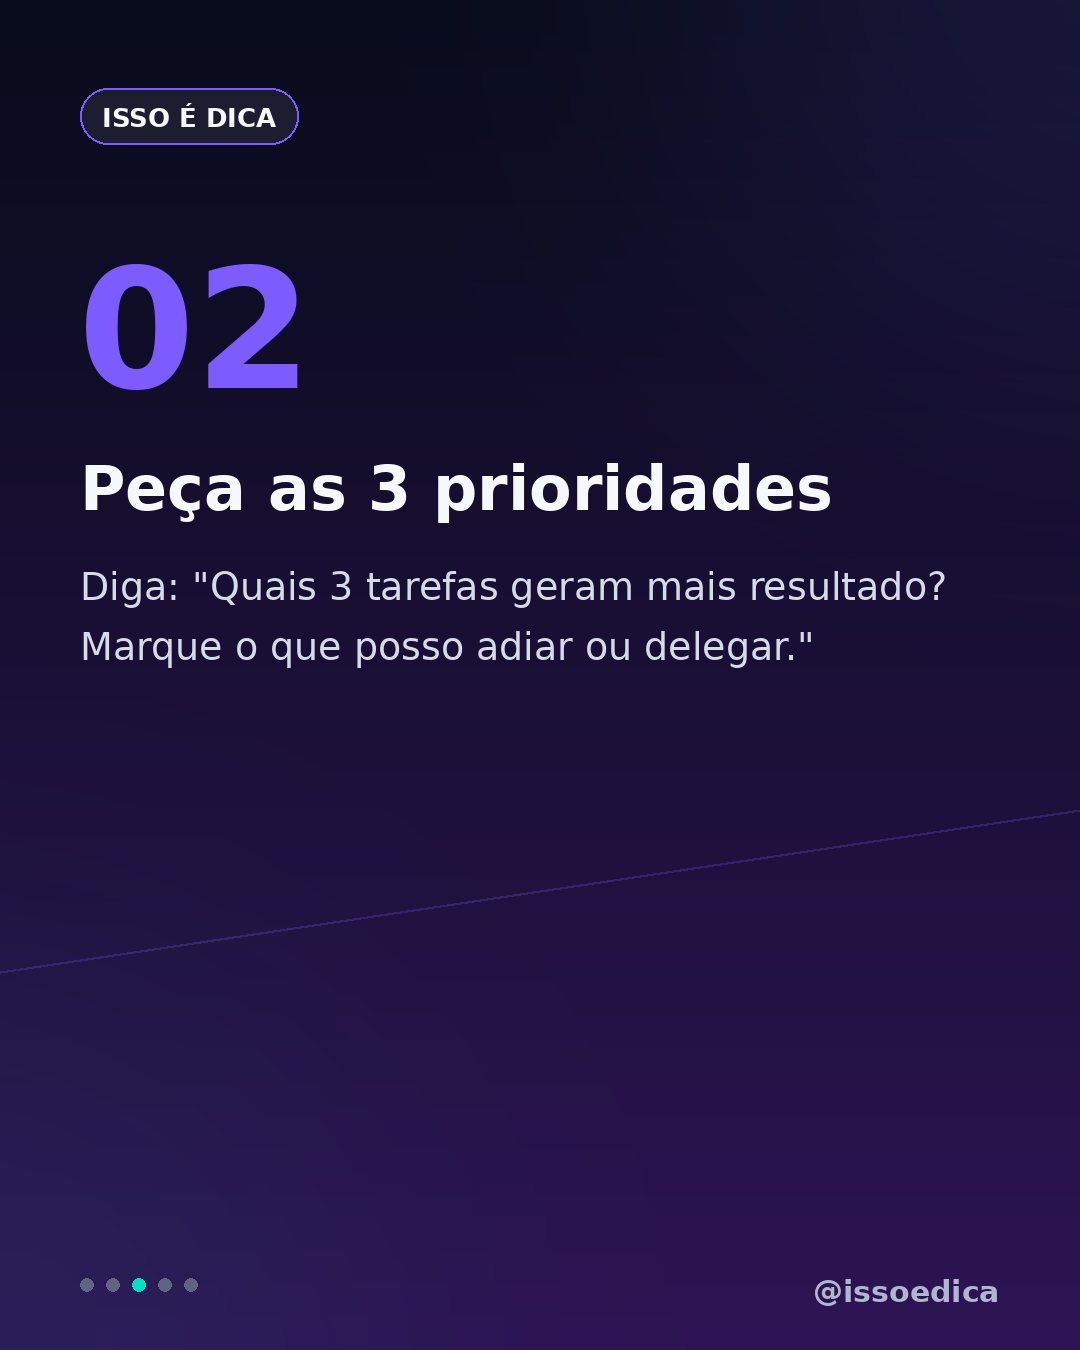 ISSO É DICA
02
Peça as 3 prioridades
Diga: "Quais 3 tarefas geram mais resultado?
Marque o que posso adiar ou delegar."
@issoedica